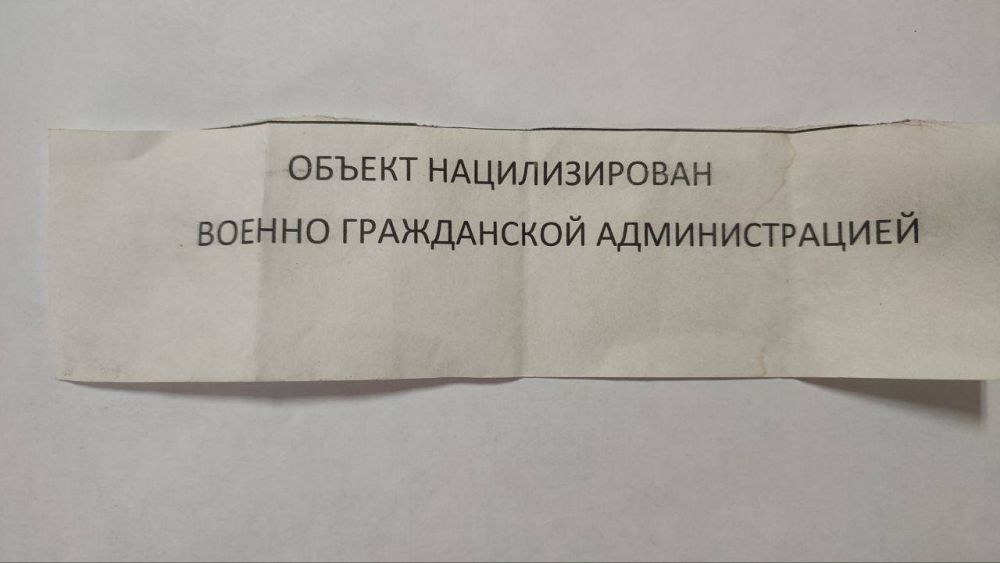 ОБЪЕКТ НАЦИЛИЗИРОВАН
ВОЕННО ГРАЖДАНСКОЙ АДМИНИСТРАЦИЕЙ